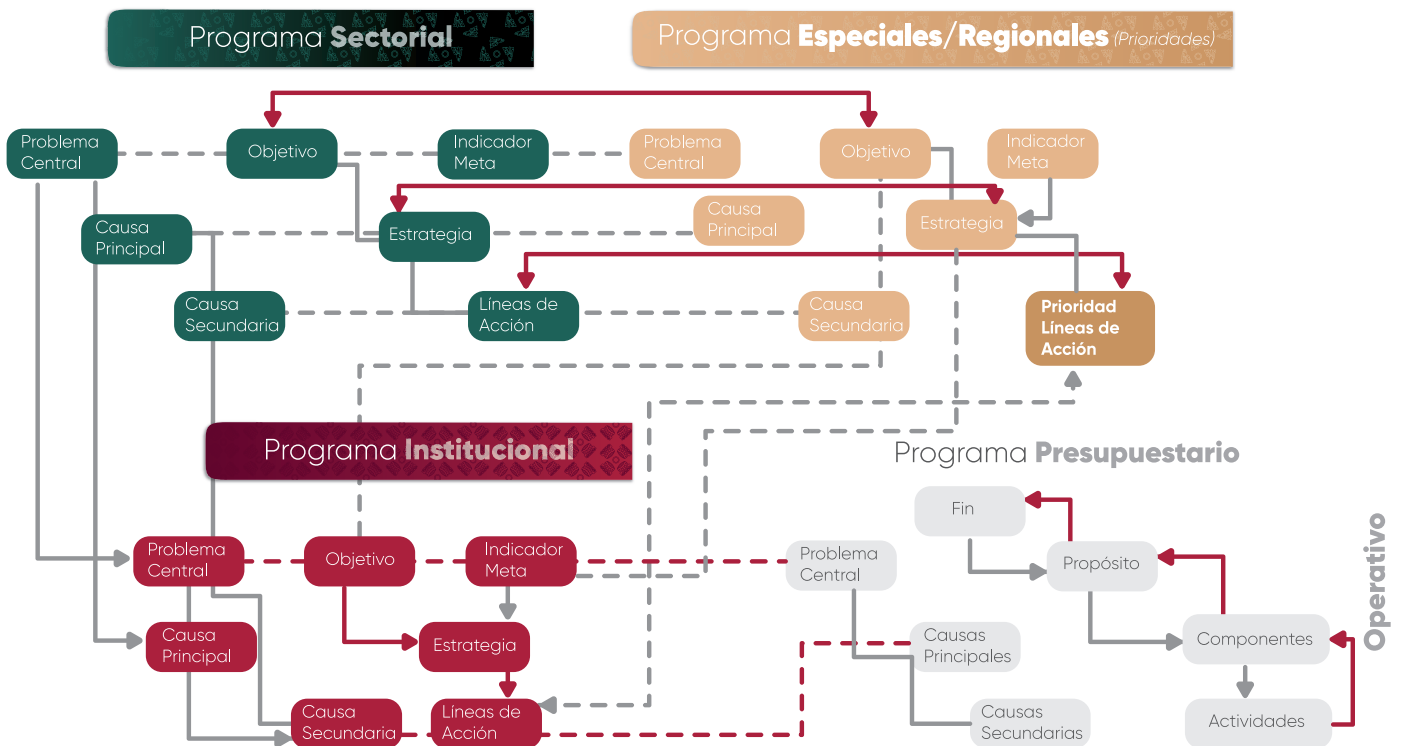 Programa Sectorial
Programa Especiales/Regionales (Prioridades)
Problema
Central
Objetivo
Indicador
Meta
Problema
Central
Objetivo
Indicador
Meta
Causa
Principal
Estrategia
Causa
Principal
Estrategia
Causa
Secundaria
Líneas de
Acción
Causa
Secundaria
Prioridad
Líneas de
Acción
Programa Institucional
Programa Presupuestario
Fin
Problema
Central
Objetivo
Indicador
Meta
Problema
Central
Propósito
Causa
Principal
Estrategia
Causas
Principales
Componentes
Operativo
Causa
Secundaria
Líneas de
Acción
Causas
Secundarias
Actividades